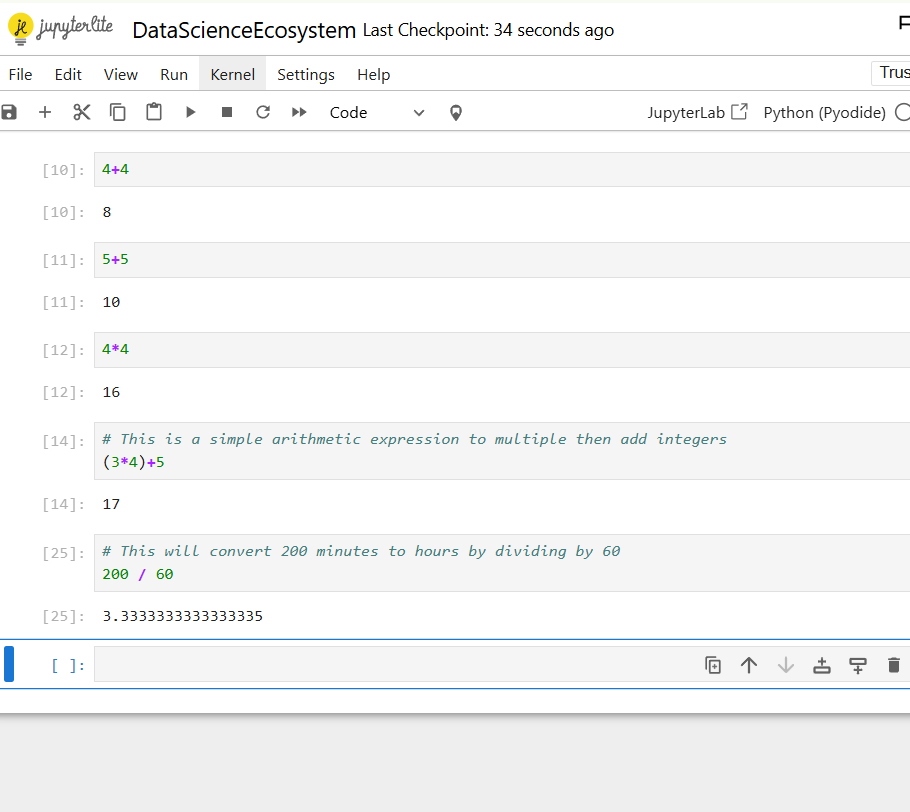 jupyterlite DataScienceEcosystem Last Checkpoint: 34 seconds ago
File Edit View Run Kernel Settings Help
Code JupyterLab Python (Pyodide)
[10]: 4+4
[10]: 8
[11]: 5+5
[11]: 10
[12]: 4*4
[12]: 16
[14]: # This is a simple arithmetic expression to multiple then add integers
(3*4)+5
[14]: 17
[25]: # This will convert 200 minutes to hours by dividing by 60
200 / 60
[25]: 3.3333333333333335
[ ]: